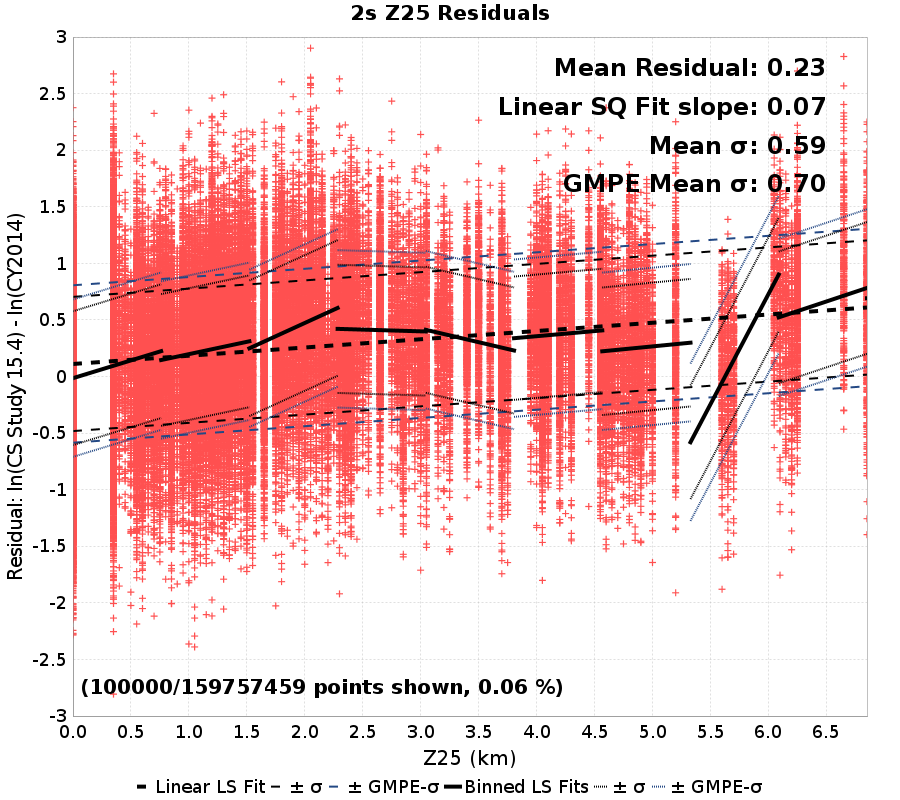 2s Z25 Residuals
Mean Residual: 0.23
Linear SQ Fit slope: 0.07
Mean σ: 0.59
GMPE Mean σ: 0.70
Residual: ln(CS Study 15.4) - ln(CY2014)
3
2.5
2
1.5
1
0.5
0
-0.5
-1
-1.5
-2
-2.5
-3
(100000/159757459 points shown, 0.06 %)
0.0 0.5 1.0 1.5 2.0 2.5 3.0 3.5 4.0 4.5 5.0 5.5 6.0 6.5
Z25 (km)
Linear LS Fit ± σ ± GMPE-σ Binned LS Fits ± σ ± GMPE-σ